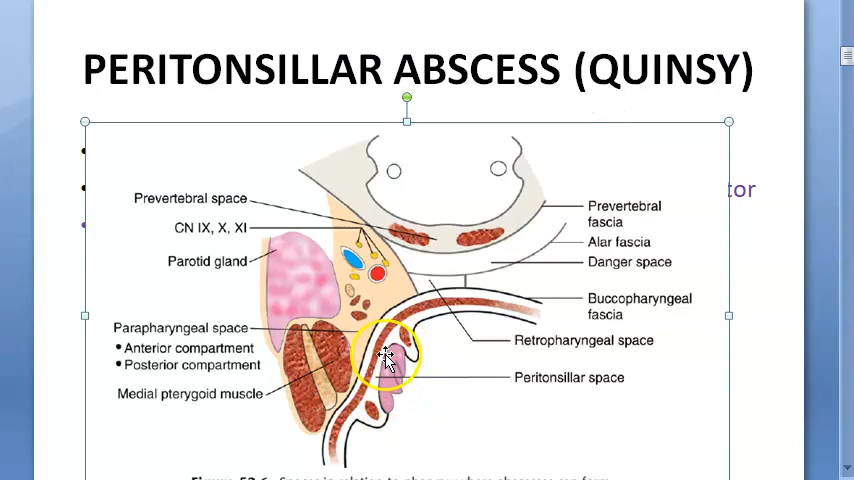 PERITONSILLAR ABSCESS (QUINSY)
tor
Prevertebral space
CN IX, X, XI
Parotid gland
Parapharyngeal space
• Anterior compartment
• Posterior compartment
Medial pterygoid muscle
Prevertebral
fascia
Alar fascia
Danger space
Buccopharyngeal
fascia
Retropharyngeal space
Peritonsillar space